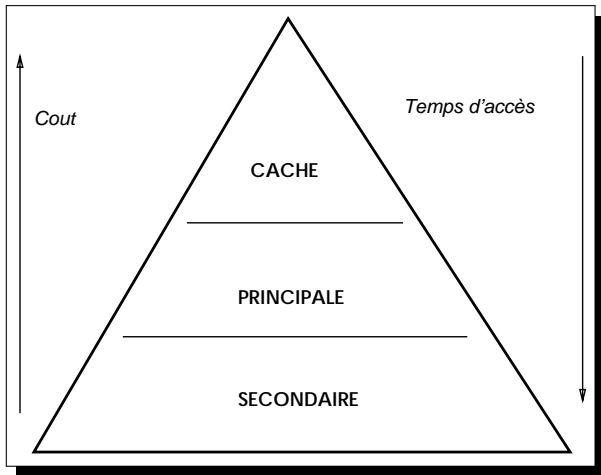 Cout
Temps d'accès
CACHE
PRINCIPALE
SECONDAIRE